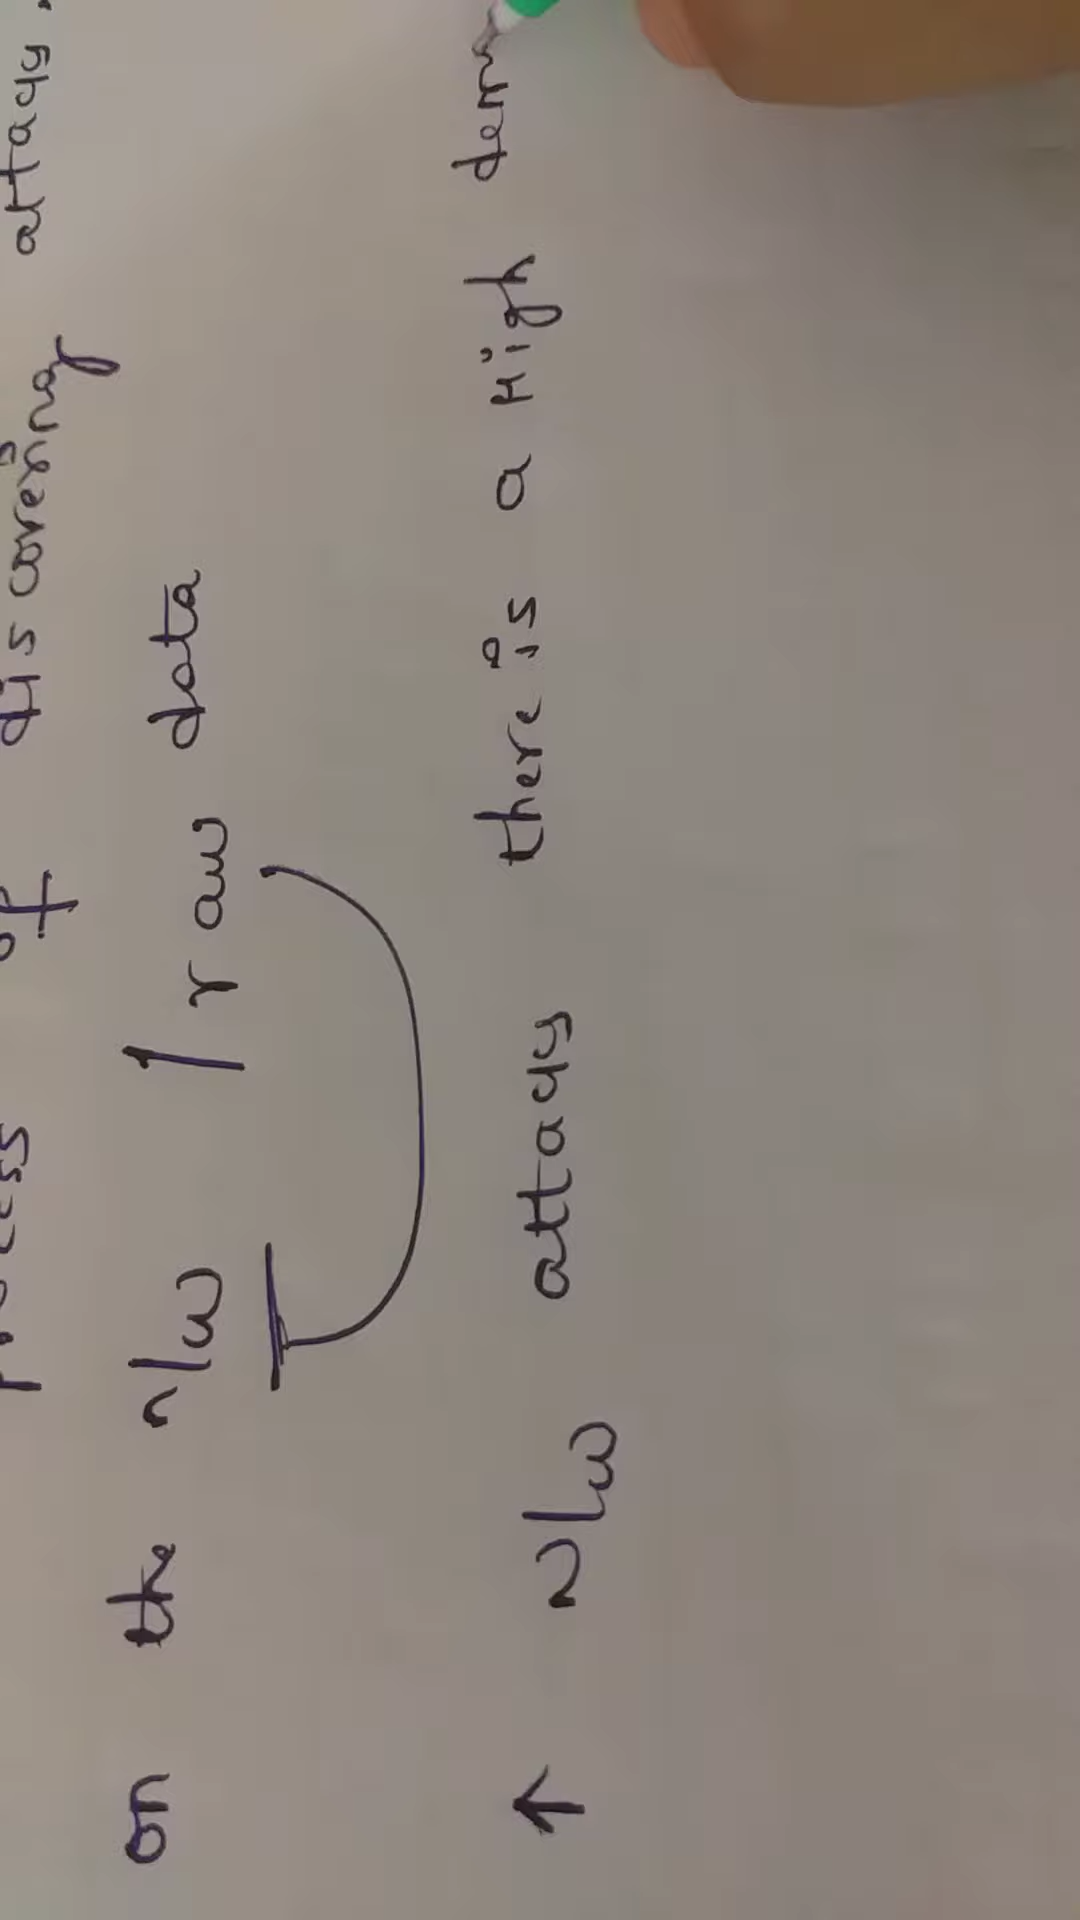 process of discovering attacks.
on the n/w / raw data
↑ N/w attacks there is a High dem